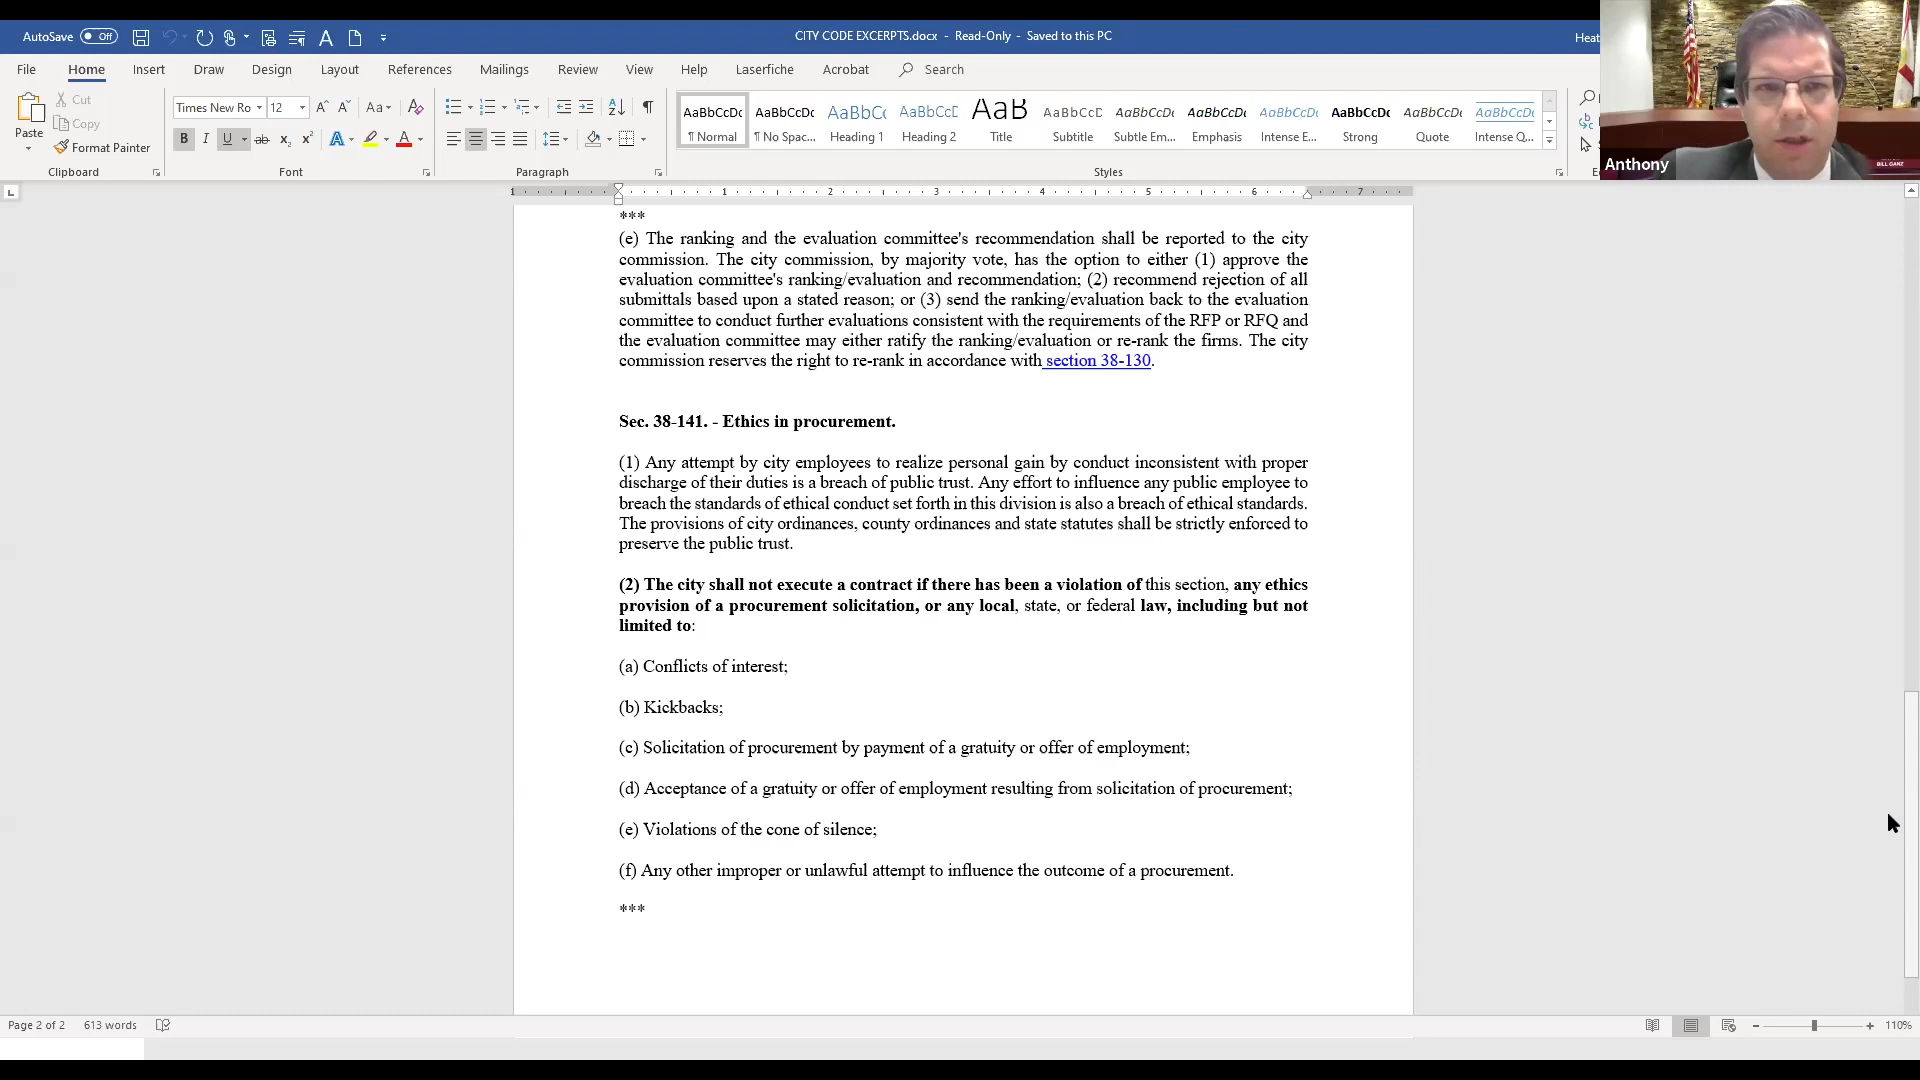 AutoSave Off
CITY CODE EXCERPTS.docx - Read-Only - Saved to this PC
File Home Insert Draw Design Layout References Mailings Review View Help Laserfiche Acrobat Search
Paste
Cut
Copy
Format Painter
Clipboard
Times New Ro 12
Font
Paragraph
AaBbCcDc AaBbCcDc AaBbCc AaBbCcD AaB AaBbCcD AaBbCcDc AaBbCcDc AaBbCcDc AaBbCcDc AaBbCcDc AaBbCcDc
¶ Normal ¶ No Spac... Heading 1 Heading 2 Title Subtitle Subtle Em... Emphasis Intense E... Strong Quote Intense Q...
Styles
Anthony
BILL GANZ
1 1 2 3 4 5 6 7
***
(e) The ranking and the evaluation committee's recommendation shall be reported to the city
commission. The city commission, by majority vote, has the option to either (1) approve the
evaluation committee's ranking/evaluation and recommendation; (2) recommend rejection of all
submittals based upon a stated reason; or (3) send the ranking/evaluation back to the evaluation
committee to conduct further evaluations consistent with the requirements of the RFP or RFQ and
the evaluation committee may either ratify the ranking/evaluation or re-rank the firms. The city
commission reserves the right to re-rank in accordance with section 38-130.
Sec. 38-141. - Ethics in procurement.
(1) Any attempt by city employees to realize personal gain by conduct inconsistent with proper
discharge of their duties is a breach of public trust. Any effort to influence any public employee to
breach the standards of ethical conduct set forth in this division is also a breach of ethical standards.
The provisions of city ordinances, county ordinances and state statutes shall be strictly enforced to
preserve the public trust.
(2) The city shall not execute a contract if there has been a violation of this section, any ethics
provision of a procurement solicitation, or any local, state, or federal law, including but not
limited to:
(a) Conflicts of interest;
(b) Kickbacks;
(c) Solicitation of procurement by payment of a gratuity or offer of employment;
(d) Acceptance of a gratuity or offer of employment resulting from solicitation of procurement;
(e) Violations of the cone of silence;
(f) Any other improper or unlawful attempt to influence the outcome of a procurement.
***
Page 2 of 2 613 words
110%